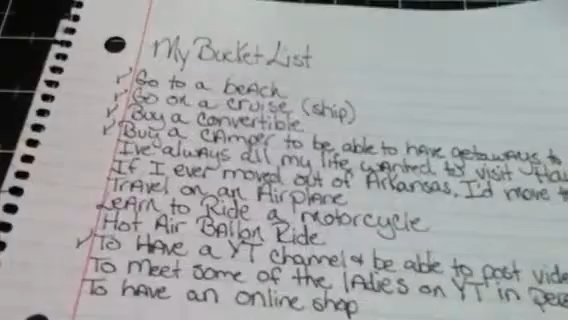 My Bucket List
✓ Go to a beach
✓ Go on a cruise (ship)
✓ Buy a convertible
✓ Buy a camper to be able to have getaways to
I've always all my life wanted to visit
If I ever moved out of Arkansas, I'd move
Travel on an Airplane
Learn to Ride a motorcycle
Hot Air Ballon Ride
✓ To Have a YT channel & be able to post
To meet some of the ladies on YT in
To have an online shop